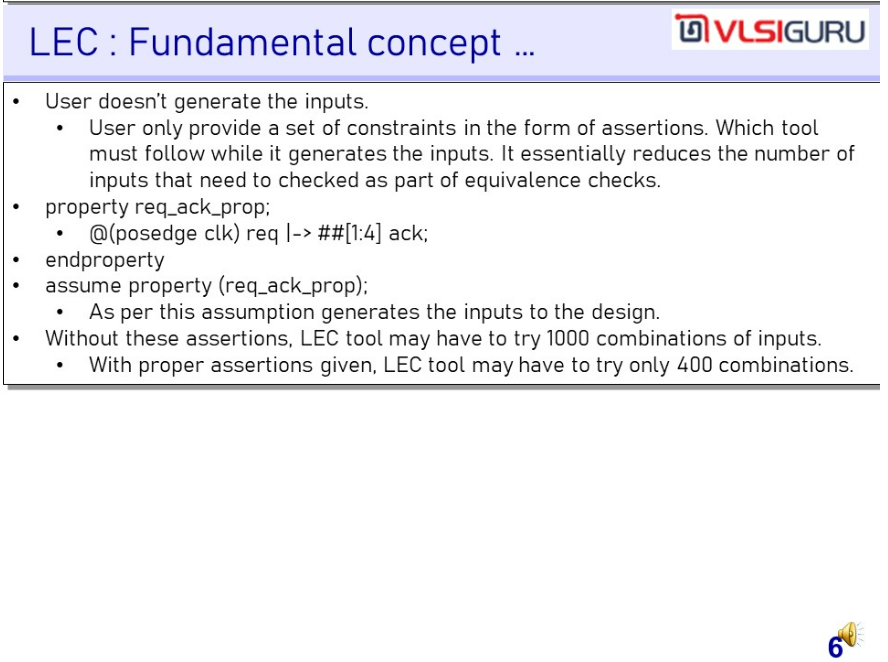 LEC : Fundamental concept ...
VLSIGURU
• User doesn't generate the inputs.
• User only provide a set of constraints in the form of assertions. Which tool
must follow while it generates the inputs. It essentially reduces the number of
inputs that need to checked as part of equivalence checks.
• property req_ack_prop;
• @(posedge clk) req |-> ##[1:4] ack;
• endproperty
• assume property (req_ack_prop);
• As per this assumption generates the inputs to the design.
• Without these assertions, LEC tool may have to try 1000 combinations of inputs.
• With proper assertions given, LEC tool may have to try only 400 combinations.
6